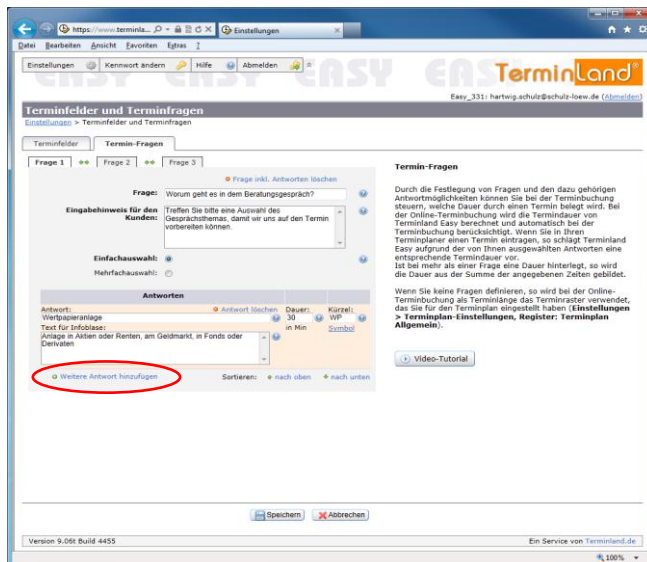 https://www.terminla...
Einstellungen
Datei Bearbeiten Ansicht Favoriten Extras ?
Einstellungen Kennwort ändern Hilfe Abmelden
EASY EASY EASY EASY
TerminLand®
Easy_331: hartwig.schulz@schulz-loew.de (Abmelden)
Terminfelder und Terminfragen
Einstellungen > Terminfelder und Terminfragen
Terminfelder Termin-Fragen
Frage 1 Frage 2 Frage 3
Frage inkl. Antworten löschen
Frage: Worum geht es in dem Beratungsgespräch?
Eingabehinweis für den Kunden:
Treffen Sie bitte eine Auswahl des
Gesprächsthemas, damit wir uns auf den Termin
vorbereiten können.
Einfachauswahl:
Mehrfachauswahl:
Antworten
Antwort: Antwort löschen Dauer: Kürzel:
Wertpapieranlage 30 WP
Text für Infoblase: in Min Symbol
Anlage in Aktien oder Renten, am Geldmarkt, in Fonds oder
Derivaten
Weitere Antwort hinzufügen Sortieren: nach oben nach unten
Termin-Fragen
Durch die Festlegung von Fragen und den dazu gehörigen
Antwortmöglichkeiten können Sie bei der Terminbuchung
steuern, welche Dauer durch einen Termin belegt wird. Bei
der Online-Terminbuchung wird die Termindauer von
Terminland Easy berechnet und automatisch bei der
Terminbuchung berücksichtigt. Wenn Sie in Ihren
Terminplaner einen Termin eintragen, so schlägt Terminland
Easy aufgrund der von Ihnen ausgewählten Antworten eine
entsprechende Termindauer vor.
Ist bei mehr als einer Frage eine Dauer hinterlegt, so wird
die Dauer aus der Summe der angegebenen Zeiten gebildet.
Wenn Sie keine Fragen definieren, so wird bei der Online-
Terminbuchung als Terminlänge das Terminraster verwendet,
das Sie für den Terminplan eingestellt haben (Einstellungen
> Terminplan-Einstellungen, Register: Terminplan
Allgemein).
Video-Tutorial
Speichern Abbrechen
Version 9.06t Build 4455
Ein Service von Terminland.de
100%